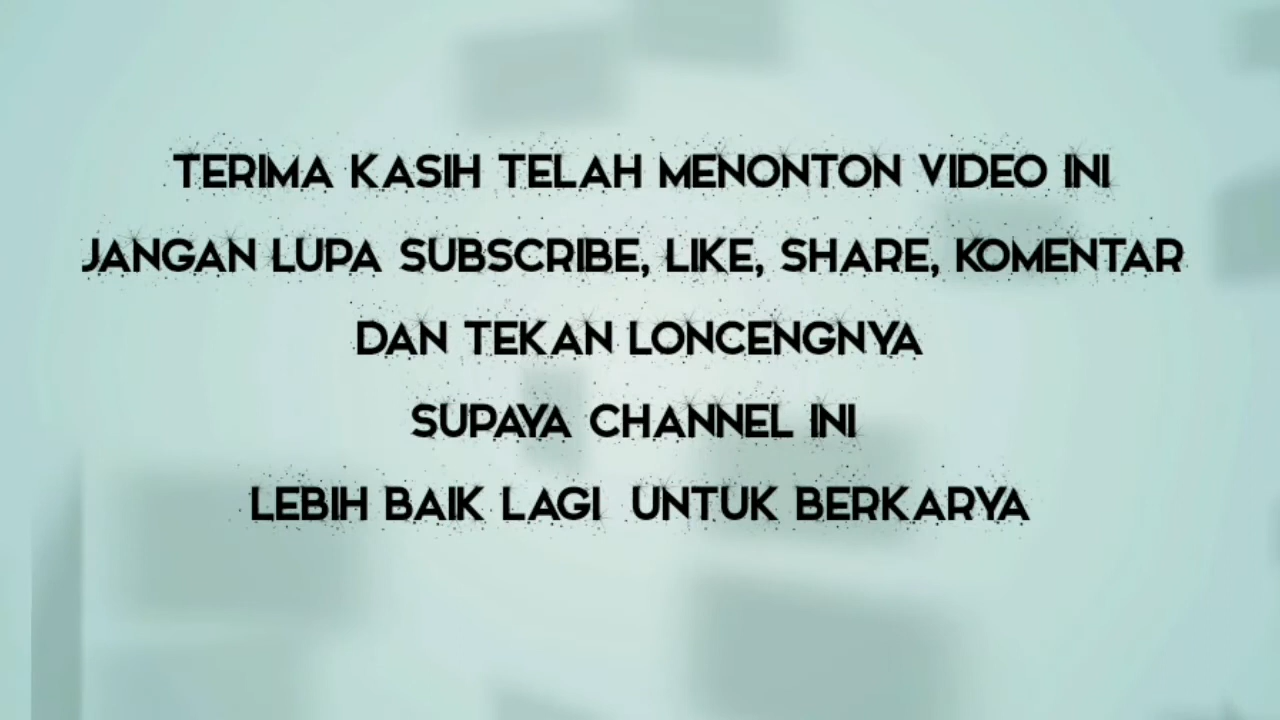 TERIMA KASIH TELAH MENONTON VIDEO INI
JANGAN LUPA SUBSCRIBE, LIKE, SHARE, KOMENTAR
DAN TEKAN LONCENGNYA
SUPAYA CHANNEL INI
LEBIH BAIK LAGI UNTUK BERKARYA